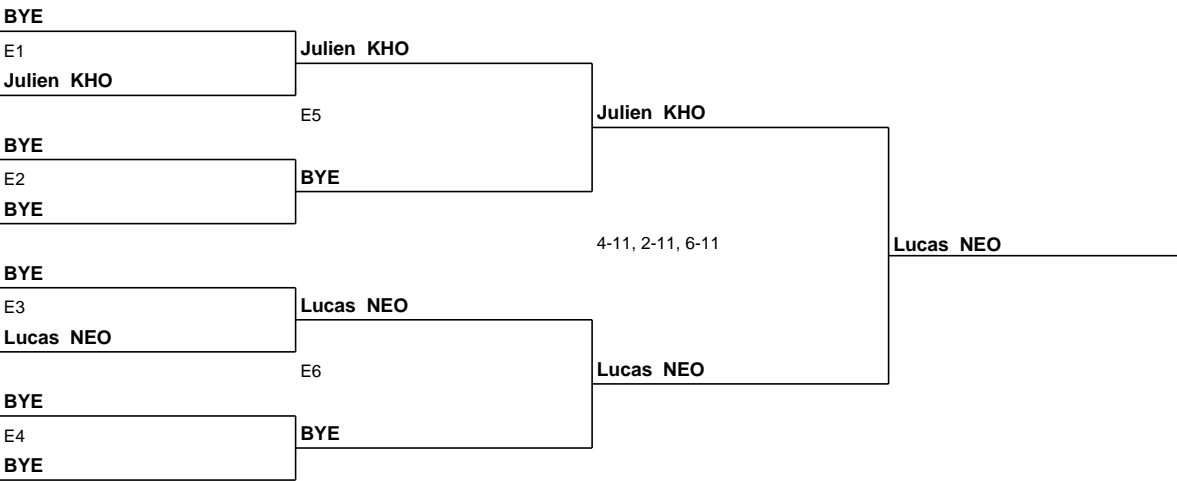 BYE
E1
Julien KHO
Julien KHO
E5
Julien KHO
BYE
E2
BYE
BYE
4-11, 2-11, 6-11
Lucas NEO
BYE
E3
Lucas NEO
Lucas NEO
E6
Lucas NEO
BYE
E4
BYE
BYE